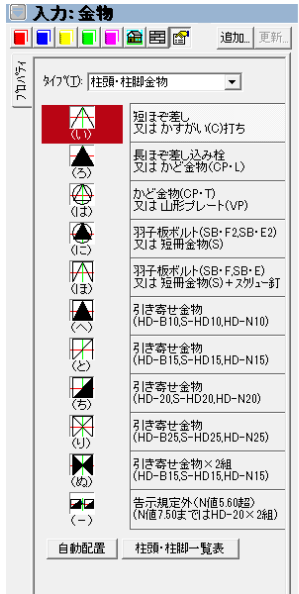 入力: 金物
追加... 更新...
プロパティ
タイプ(T): 柱頭・柱脚金物
(い) 短ほぞ差し
又は かすがい(C)打ち
(ろ) 長ほぞ差し込み栓
又は かど金物(CP・L)
(は) かど金物(CP・T)
又は 山形プレート(VP)
(に) 羽子板ボルト(SB・F2,SB・E2)
又は 短冊金物(S)
(ほ) 羽子板ボルト(SB・F,SB・E)
又は 短冊金物(S)+スクリュー釘
(へ) 引き寄せ金物
(HD-B10,S-HD10,HD-N10)
(と) 引き寄せ金物
(HD-B15,S-HD15,HD-N15)
(ち) 引き寄せ金物
(HD-20,S-HD20,HD-N20)
(り) 引き寄せ金物
(HD-B25,S-HD25,HD-N25)
(ぬ) 引き寄せ金物×2組
(HD-B15,S-HD15,HD-N15)
(-) 告示規定外(N値5.60超)
(N値7.50まではHD-20×2組)
自動配置 柱頭・柱脚一覧表